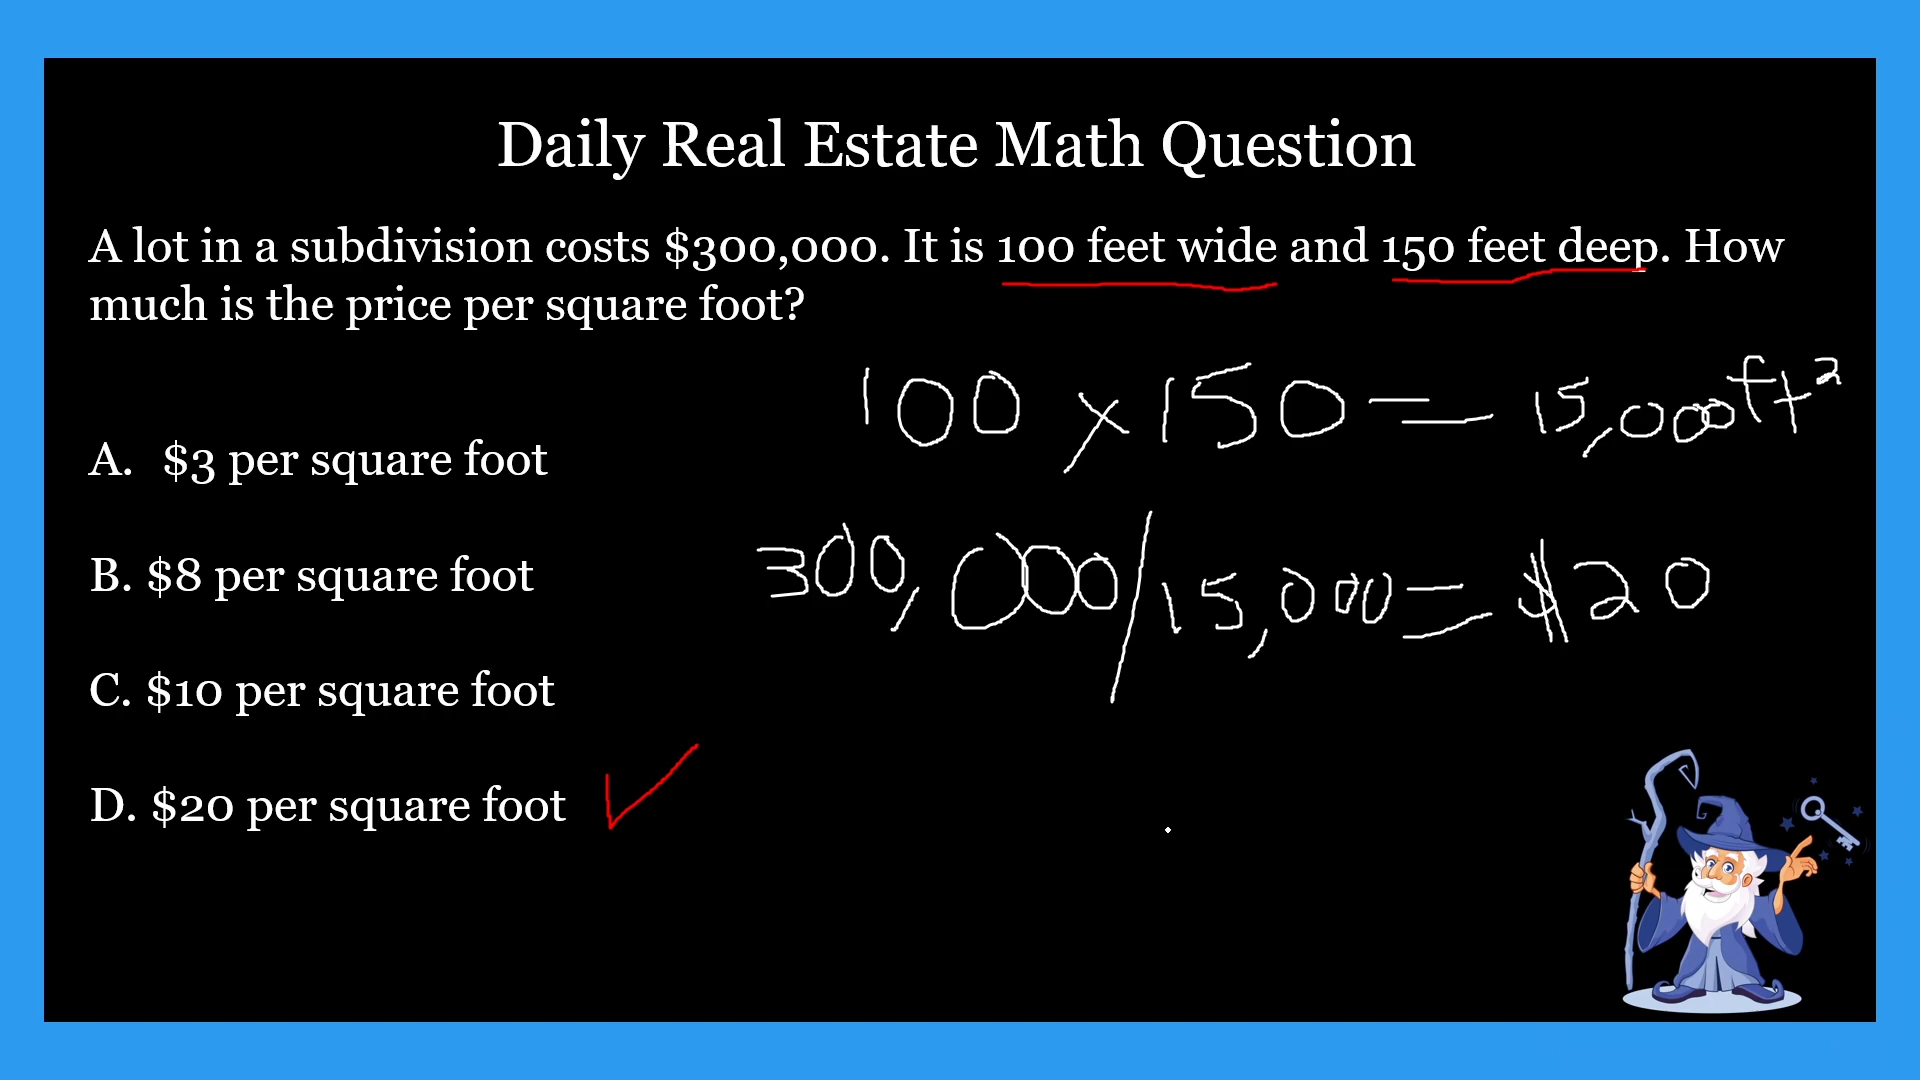 Daily Real Estate Math Question
A lot in a subdivision costs $300,000. It is 100 feet wide and 150 feet deep. How
much is the price per square foot?
100 x 150 = 15,000 ft²
A. $3 per square foot
300,000/15,000 = $20
B. $8 per square foot
C. $10 per square foot
D. $20 per square foot